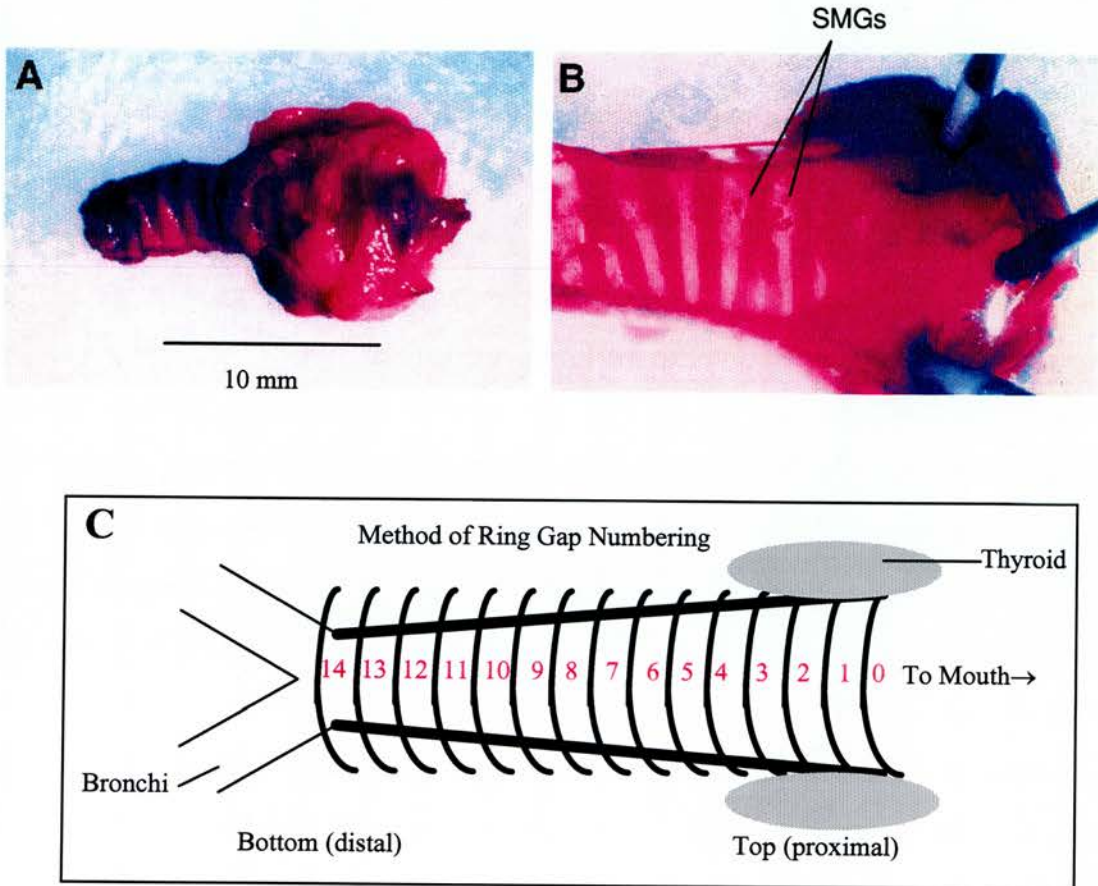 SMGs
A
B
10 mm
C
Method of Ring Gap Numbering
Thyroid
14 13 12 11 10 9 8 7 6 5 4 3 2 1 0 To Mouth→
Bronchi
Bottom (distal)
Top (proximal)